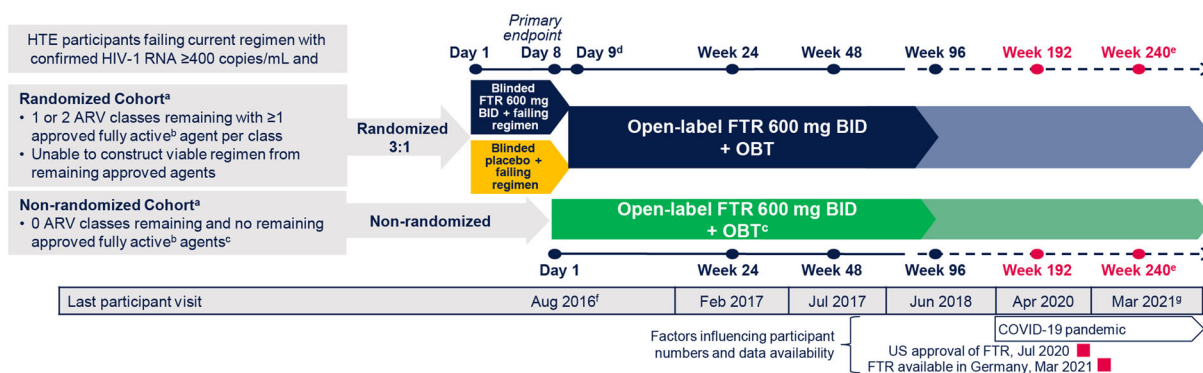 HTE participants failing current regimen with
confirmed HIV-1 RNA ≥400 copies/mL and
Primary
endpoint
Day 1 Day 8 Day 9ᵈ Week 24 Week 48 Week 96 Week 192 Week 240ᵉ
Randomized Cohortᵃ
• 1 or 2 ARV classes remaining with ≥1
approved fully activeᵇ agent per class
• Unable to construct viable regimen from
remaining approved agents
Randomized
3:1
Blinded
FTR 600 mg
BID + failing
regimen
Blinded
placebo +
failing
regimen
Open-label FTR 600 mg BID
+ OBT
Non-randomized Cohortᵃ
• 0 ARV classes remaining and no remaining
approved fully activeᵇ agentsᶜ
Non-randomized
Open-label FTR 600 mg BID
+ OBTᶜ
Day 1 Week 24 Week 48 Week 96 Week 192 Week 240ᵉ
Last participant visit Aug 2016ᶠ Feb 2017 Jul 2017 Jun 2018 Apr 2020 Mar 2021ᵍ
Factors influencing participant
numbers and data availability
COVID-19 pandemic
US approval of FTR, Jul 2020
FTR available in Germany, Mar 2021